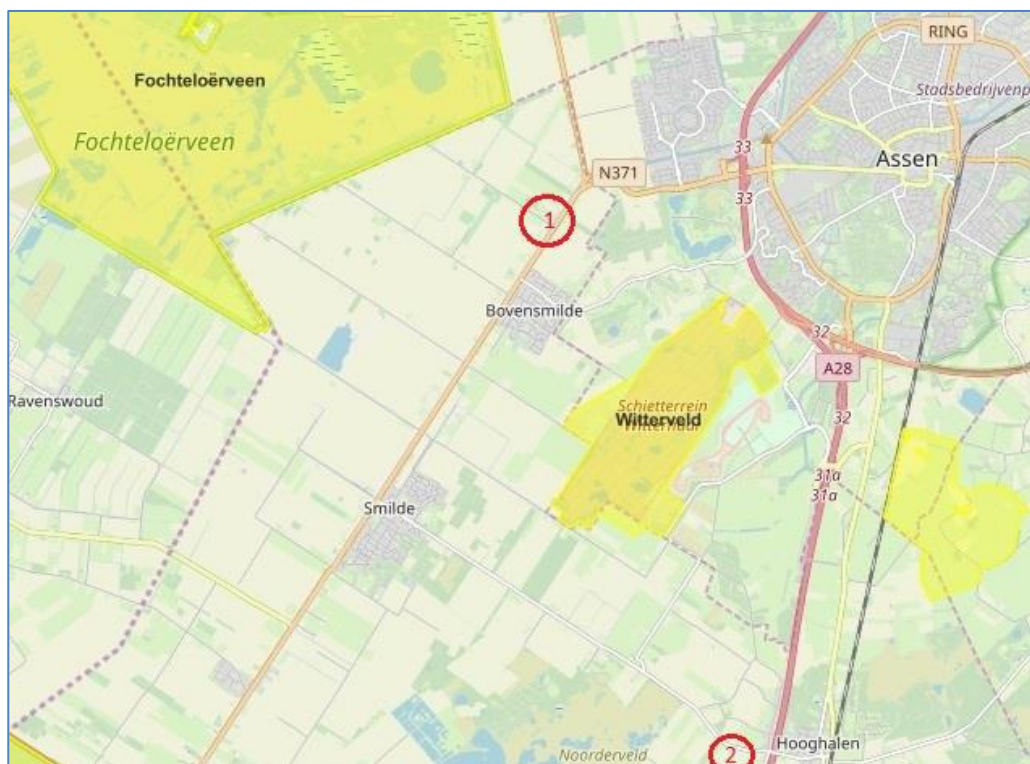 RING
Fochteloërveen
Stadsbedrijvenp
Fochteloërveen
33
Assen
N371
33
1
Bovensmilde
32
A28
Ravenswoud
Schietterrein
Witterveld
32
31a
31a
Smilde
Hooghalen
2
Noorderveld